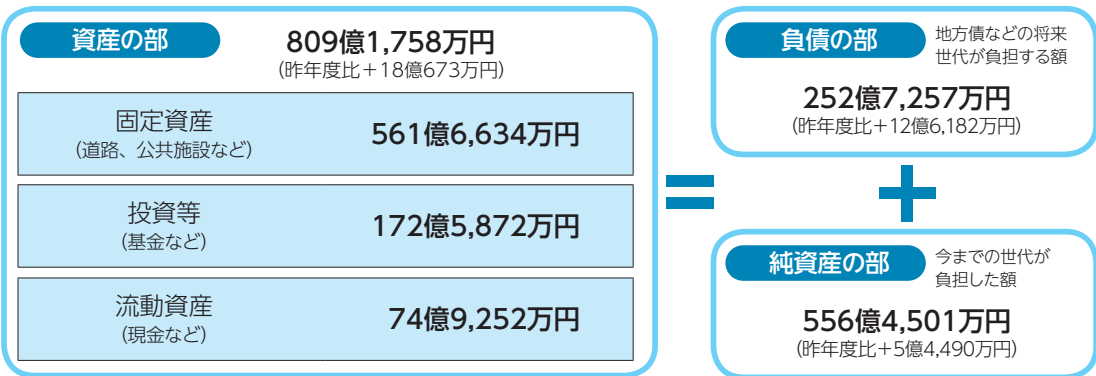 資産の部
809億1,758万円
(昨年度比+18億673万円)
固定資産
(道路、公共施設など)
561億6,634万円
投資等
(基金など)
172億5,872万円
流動資産
(現金など)
74億9,252万円
=
負債の部
地方債などの将来
世代が負担する額
252億7,257万円
(昨年度比+12億6,182万円)
+
純資産の部
今までの世代が
負担した額
556億4,501万円
(昨年度比+5億4,490万円)